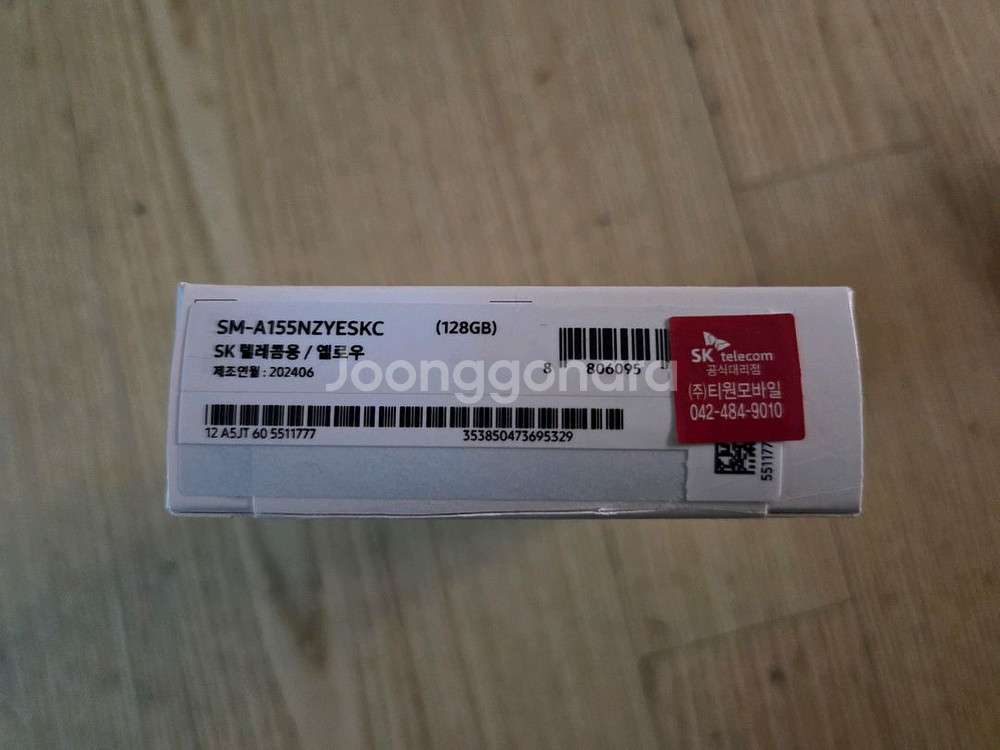 SM-A155NZYESKC (128GB)
SK 텔레콤용 / 옐로우
제조연월 : 202406
8 806095
Joonggonara
12 A5JT 60 5511777 353850473695329
SK telecom
공식대리점
(주)티원모바일
042-484-9010
55117